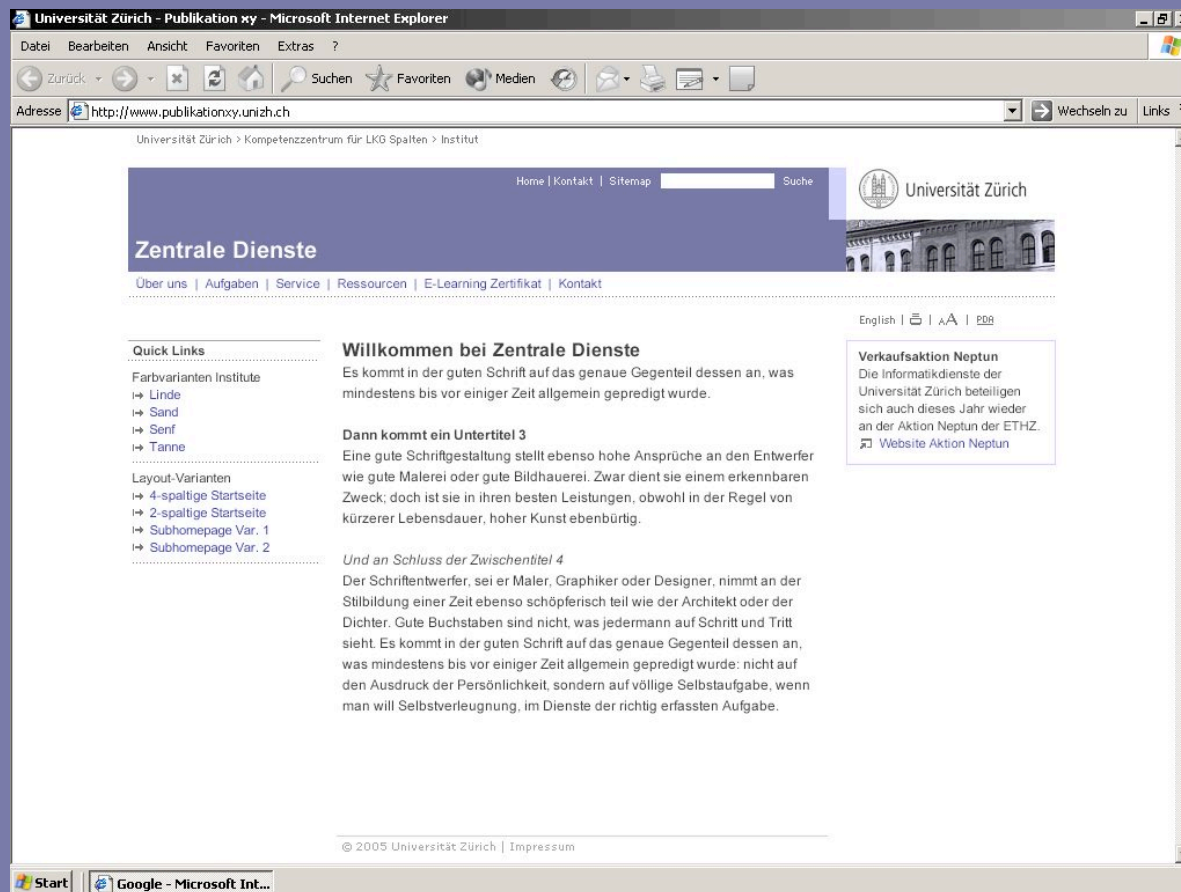 Universität Zürich - Publikation xy - Microsoft Internet Explorer
Datei Bearbeiten Ansicht Favoriten Extras ?
Zurück Suchen Favoriten Medien
Adresse http://www.publikationxy.unizh.ch Wechseln zu Links
Universität Zürich > Kompetenzzentrum für LKG Spalten > Institut
Home | Kontakt | Sitemap Suche
Universität Zürich
Zentrale Dienste
Über uns | Aufgaben | Service | Ressourcen | E-Learning Zertifikat | Kontakt
English | AA | PDA
Quick Links
Farbvarianten Institute
Linde
Sand
Senf
Tanne
Layout-Varianten
4-spaltige Startseite
2-spaltige Startseite
Subhomepage Var. 1
Subhomepage Var. 2
Willkommen bei Zentrale Dienste
Es kommt in der guten Schrift auf das genaue Gegenteil dessen an, was
mindestens bis vor einiger Zeit allgemein gepredigt wurde.
Dann kommt ein Untertitel 3
Eine gute Schriftgestaltung stellt ebenso hohe Ansprüche an den Entwerfer
wie gute Malerei oder gute Bildhauerei. Zwar dient sie einem erkennbaren
Zweck; doch ist sie in ihren besten Leistungen, obwohl in der Regel von
kürzerer Lebensdauer, hoher Kunst ebenbürtig.
Und an Schluss der Zwischentitel 4
Der Schriftentwerfer, sei er Maler, Graphiker oder Designer, nimmt an der
Stilbildung einer Zeit ebenso schöpferisch teil wie der Architekt oder der
Dichter. Gute Buchstaben sind nicht, was jedermann auf Schritt und Tritt
sieht. Es kommt in der guten Schrift auf das genaue Gegenteil dessen an,
was mindestens bis vor einiger Zeit allgemein gepredigt wurde: nicht auf
den Ausdruck der Persönlichkeit, sondern auf völlige Selbstaufgabe, wenn
man will Selbstverleugnung, im Dienste der richtig erfassten Aufgabe.
Verkaufsaktion Neptun
Die Informatikdienste der
Universität Zürich beteiligen
sich auch dieses Jahr wieder
an der Aktion Neptun der ETHZ.
Website Aktion Neptun
© 2005 Universität Zürich | Impressum
Start Google - Microsoft Int...